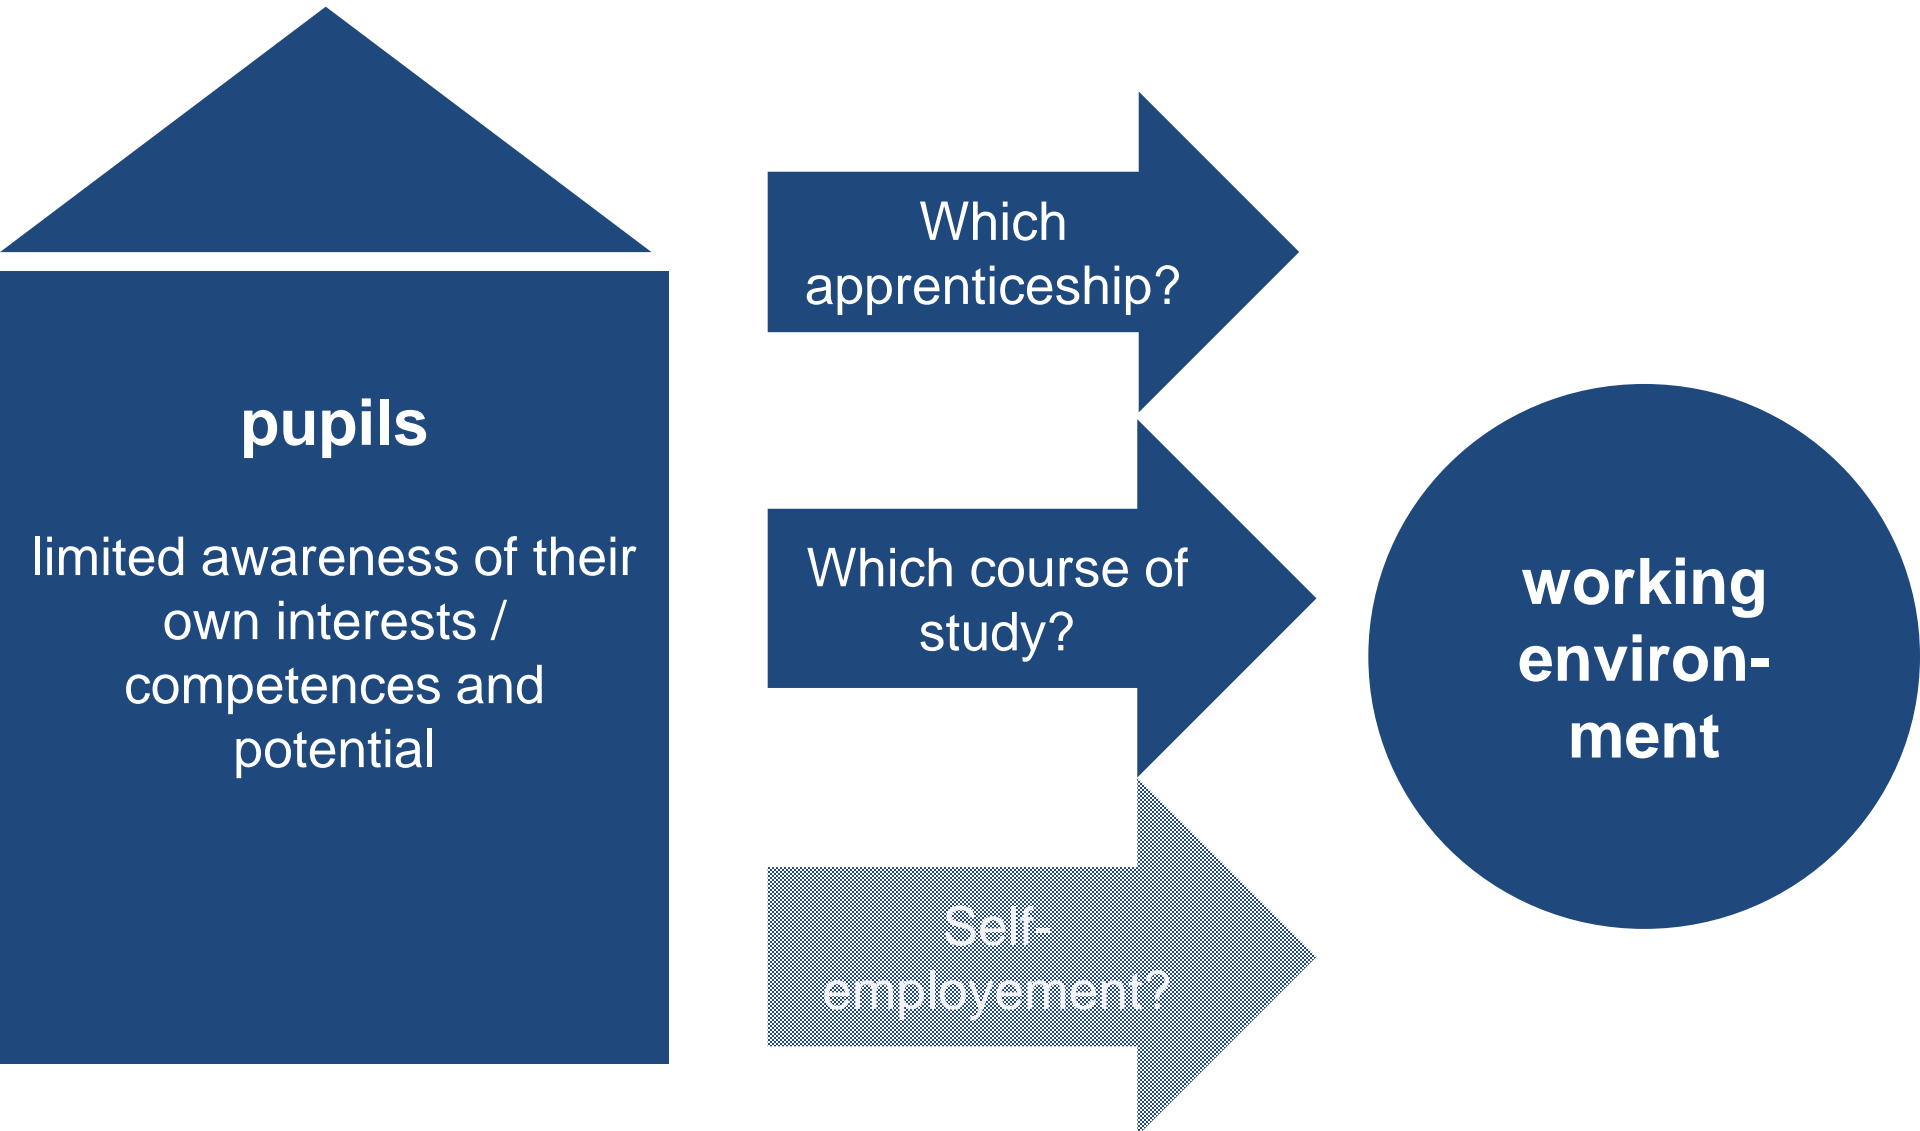 pupils
limited awareness of their
own interests /
competences and
potential
Which
apprenticeship?
Which course of
study?
Self-
employement?
working
environ-
ment